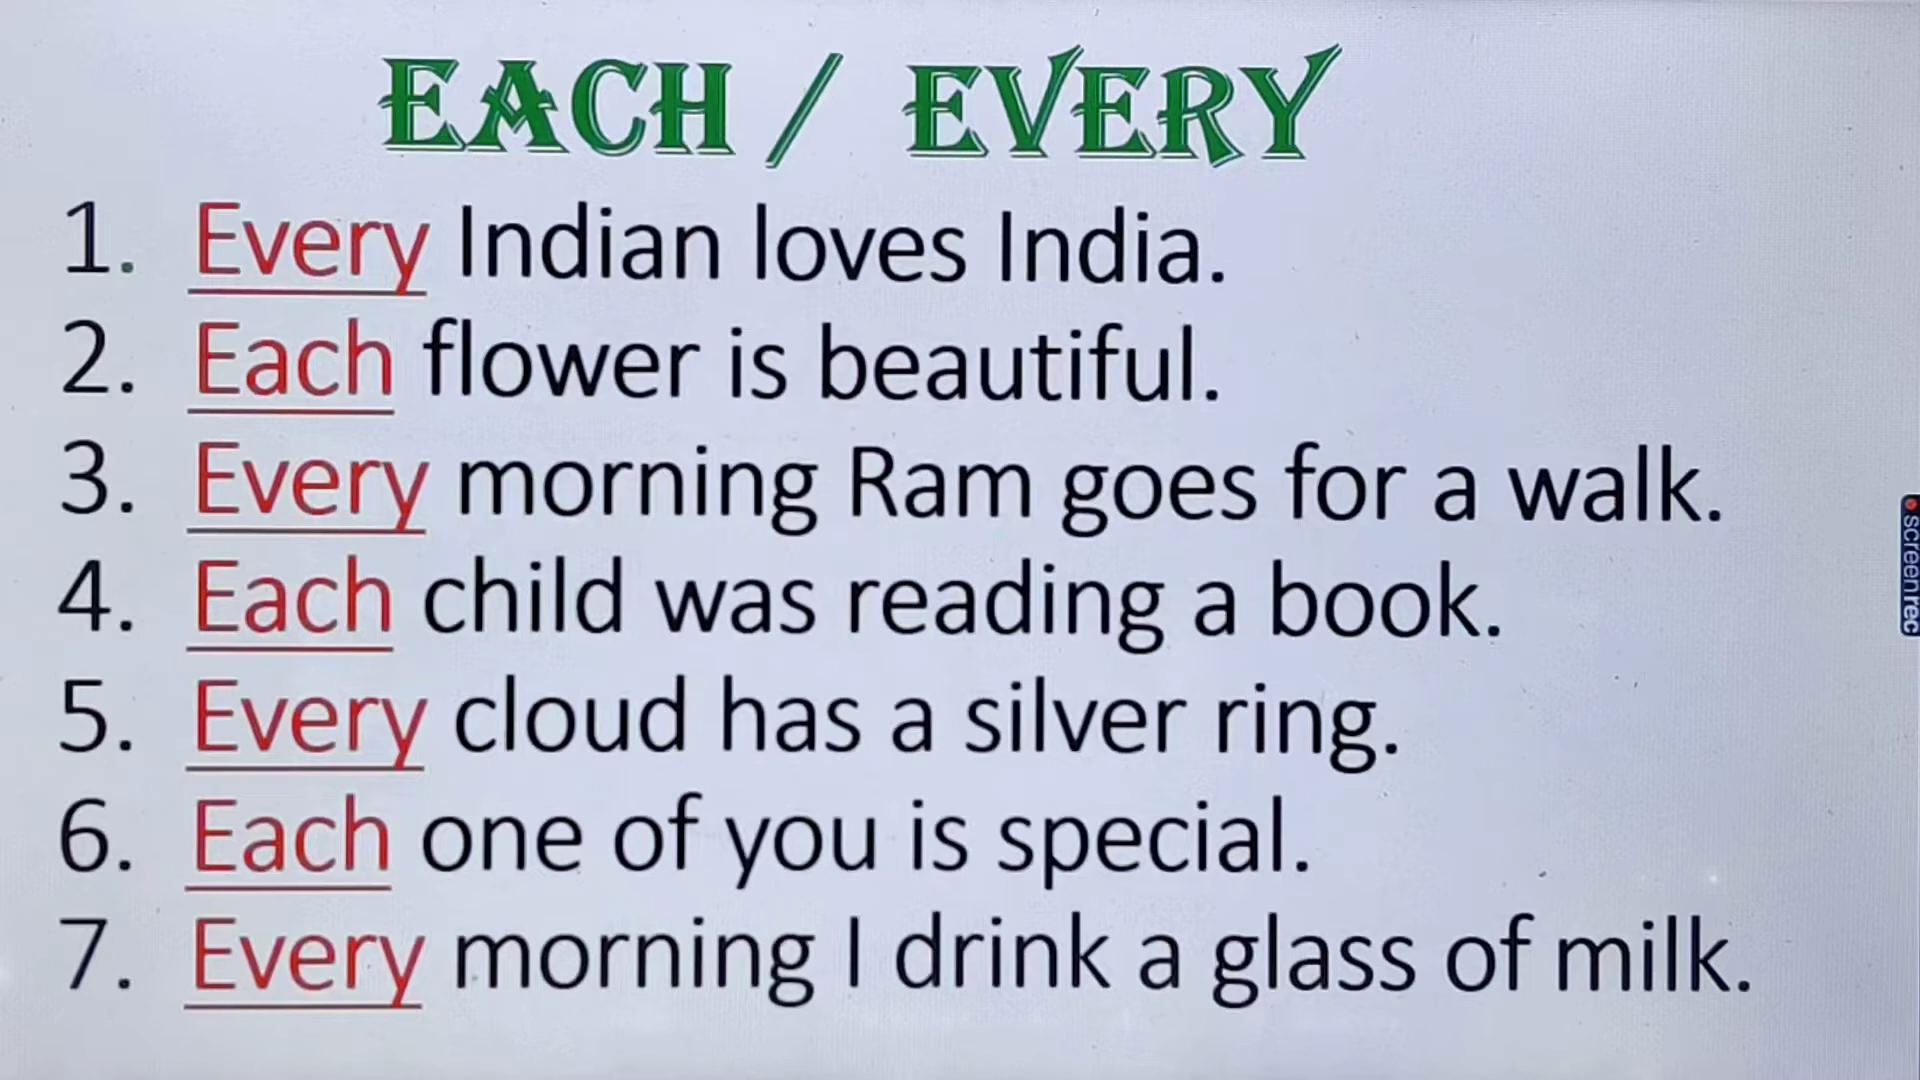 EACH / EVERY
1. Every Indian loves India.
2. Each flower is beautiful.
3. Every morning Ram goes for a walk.
4. Each child was reading a book.
5. Every cloud has a silver ring.
6. Each one of you is special.
7. Every morning I drink a glass of milk.
screenrec